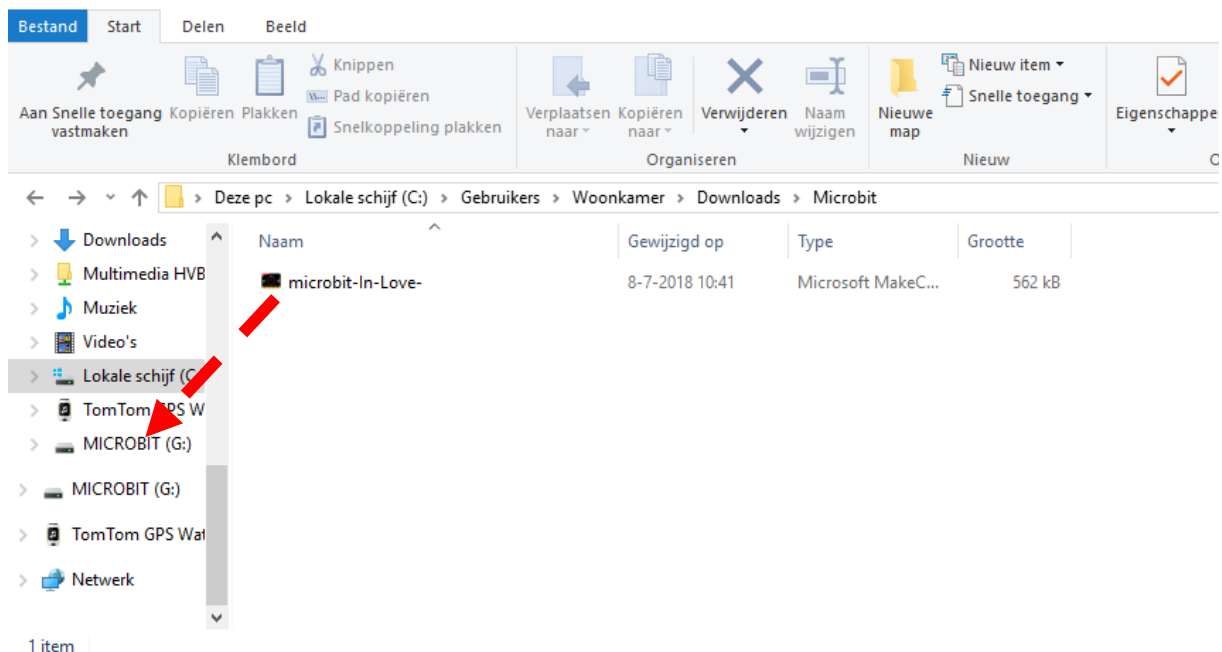 Bestand Start Delen Beeld
Knippen
Pad kopiëren
Snelkoppeling plakken
Aan Snelle toegang vastmaken
Kopiëren
Plakken
Klembord
Verplaatsen naar
Kopiëren naar
Verwijderen
Naam wijzigen
Organiseren
Nieuwe map
Nieuw item
Snelle toegang
Nieuw
Eigenschappe
O
Deze pc > Lokale schijf (C:) > Gebruikers > Woonkamer > Downloads > Microbit
Naam Gewijzigd op Type Grootte
microbit-In-Love- 8-7-2018 10:41 Microsoft MakeC... 562 kB
Downloads
Multimedia HVB
Muziek
Video's
Lokale schijf (C
TomTom GPS W
MICROBIT (G:)
MICROBIT (G:)
TomTom GPS Wat
Netwerk
1 item